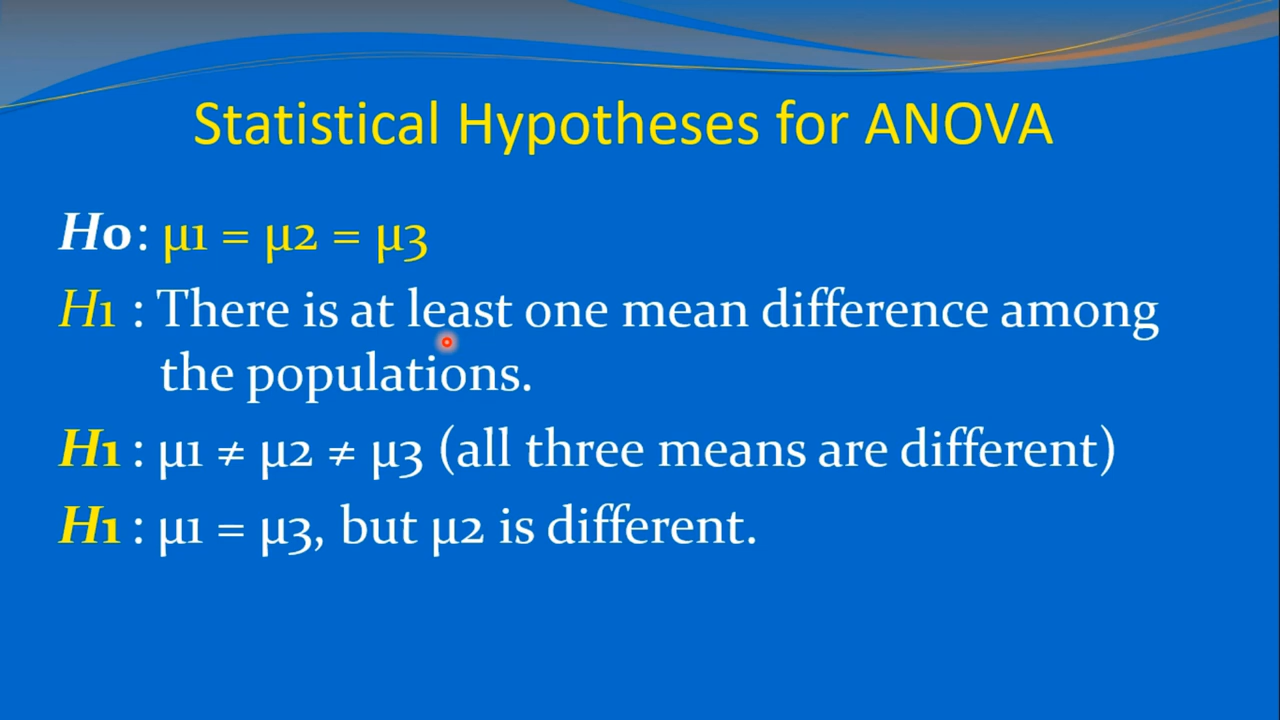 Statistical Hypotheses for ANOVA
H0: μ1 = μ2 = μ3
H1 : There is at least one mean difference among
the populations.
H1 : μ1 ≠ μ2 ≠ μ3 (all three means are different)
H1 : μ1 = μ3, but μ2 is different.